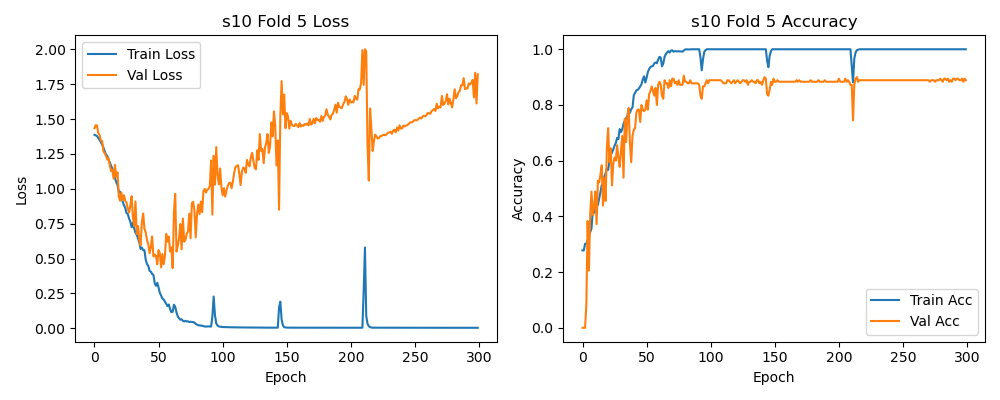 s10 Fold 5 Loss
Train Loss
Val Loss
2.00
1.75
1.50
1.25
1.00
0.75
0.50
0.25
0.00
Loss
0 50 100 150 200 250 300
Epoch
s10 Fold 5 Accuracy
1.0
0.8
0.6
0.4
0.2
0.0
Accuracy
Train Acc
Val Acc
0 50 100 150 200 250 300
Epoch